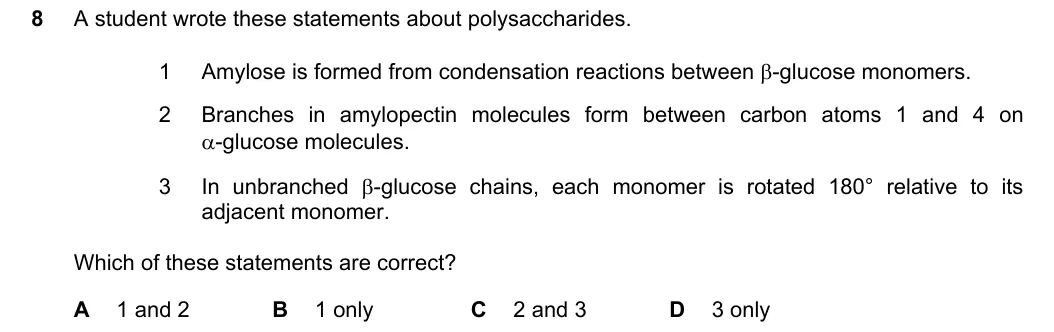 8 A student wrote these statements about polysaccharides.
1 Amylose is formed from condensation reactions between β-glucose monomers.
2 Branches in amylopectin molecules form between carbon atoms 1 and 4 on
α-glucose molecules.
3 In unbranched β-glucose chains, each monomer is rotated 180° relative to its
adjacent monomer.
Which of these statements are correct?
A 1 and 2 B 1 only C 2 and 3 D 3 only